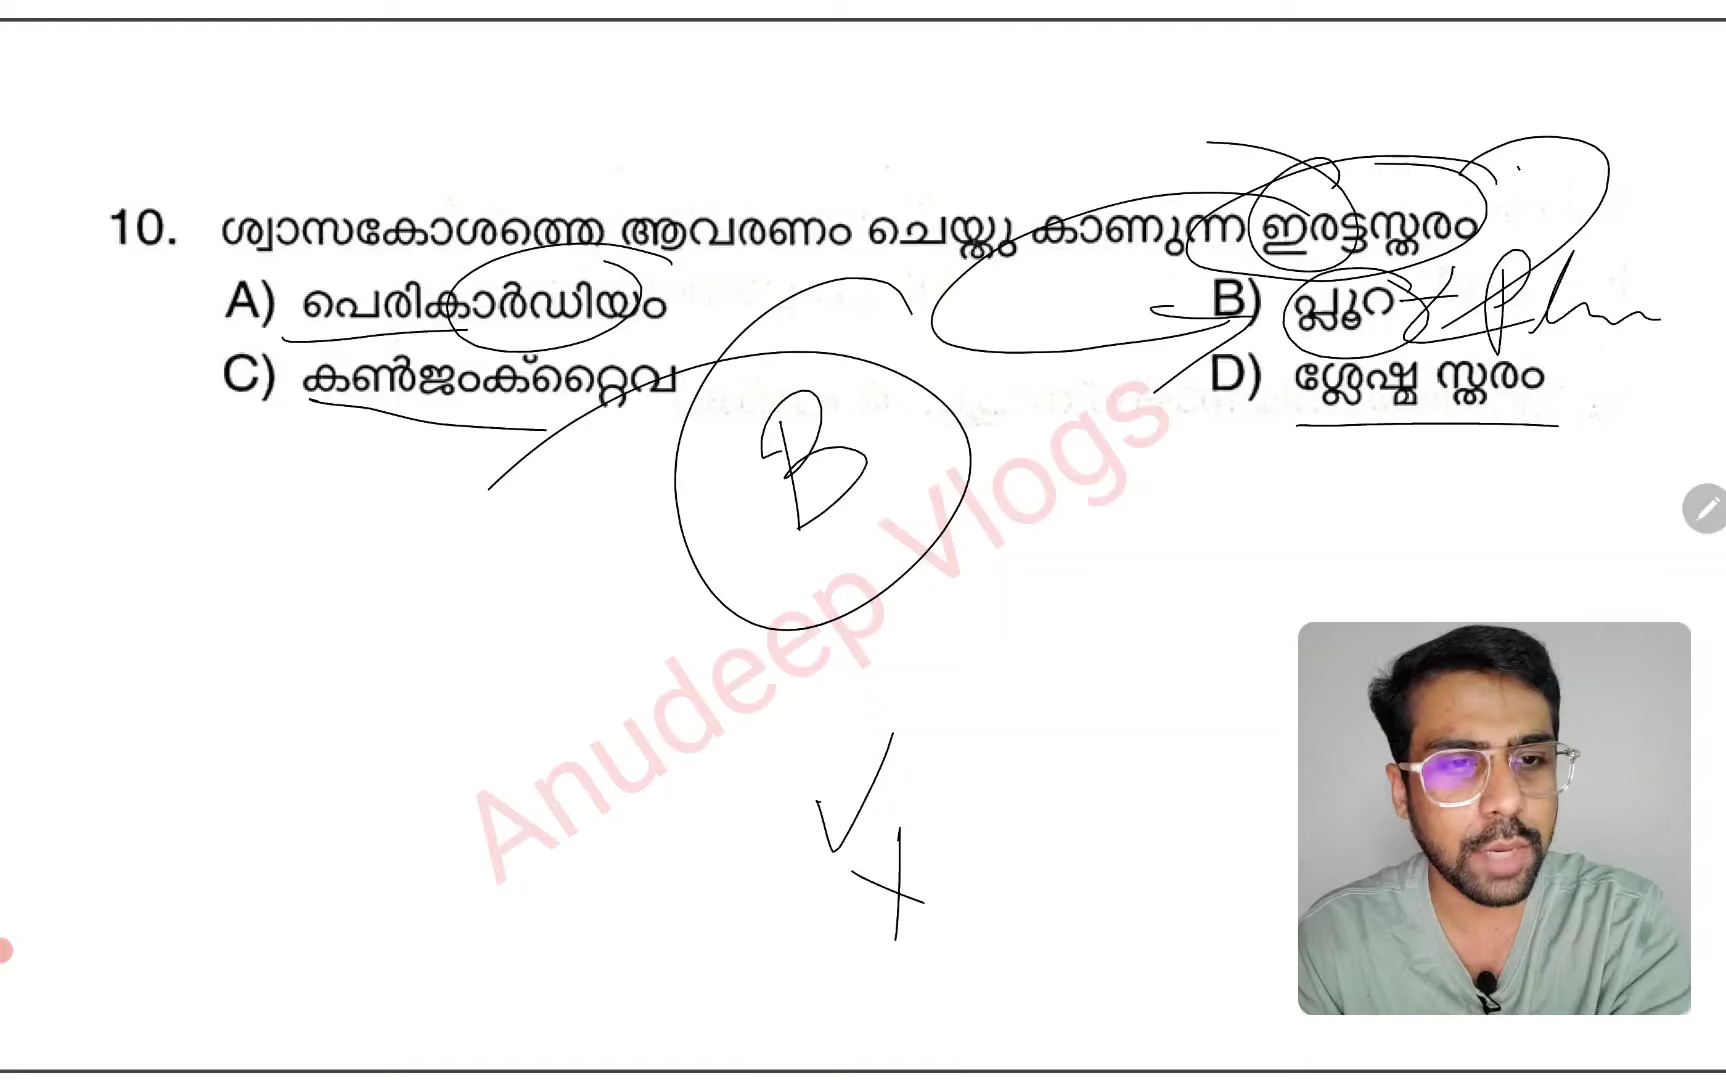 10. ശ്വാസകോശത്തെ ആവരണം ചെയ്തു കാണുന്ന ഇരട്ടസ്തരം
A) പെരികാർഡിയം
B) പ്ലൂറ
C) കൺജംക്റ്റൈവ
D) ശ്ലേഷ്മ സ്തരം
B
Anudeep Vlogs